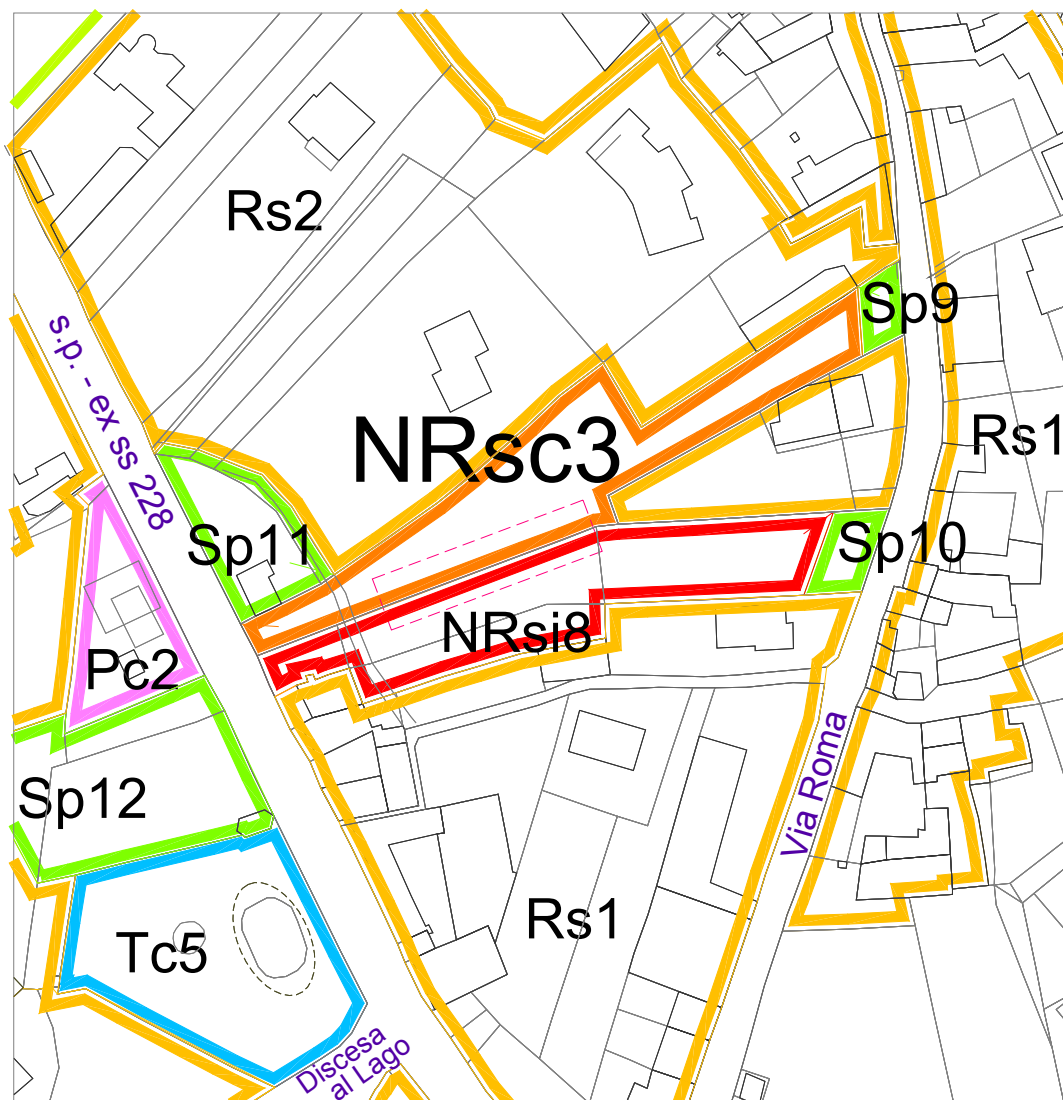 Rs2
Sp9
s.p. - ex ss 228
NRsc3
Rs1
Sp11
Sp10
NRsi8
Pc2
Sp12
Via Roma
Rs1
Tc5
Discesa
al Lago